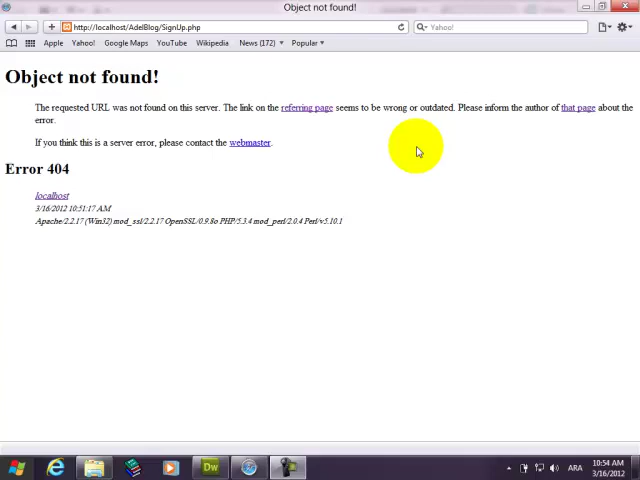 Object not found!
http://localhost/AdelBlog/SignUp.php
Yahoo!
Apple Yahoo! Google Maps YouTube Wikipedia News (172) Popular
Object not found!
The requested URL was not found on this server. The link on the referring page seems to be wrong or outdated. Please inform the author of that page about the
error.
If you think this is a server error, please contact the webmaster.
Error 404
localhost
3/16/2012 10:51:17 AM
Apache/2.2.17 (Win32) mod_ssl/2.2.17 OpenSSL/0.9.8o PHP/5.3.4 mod_perl/2.0.4 Perl/v5.10.1
Dw
ARA
10:54 AM
3/16/2012